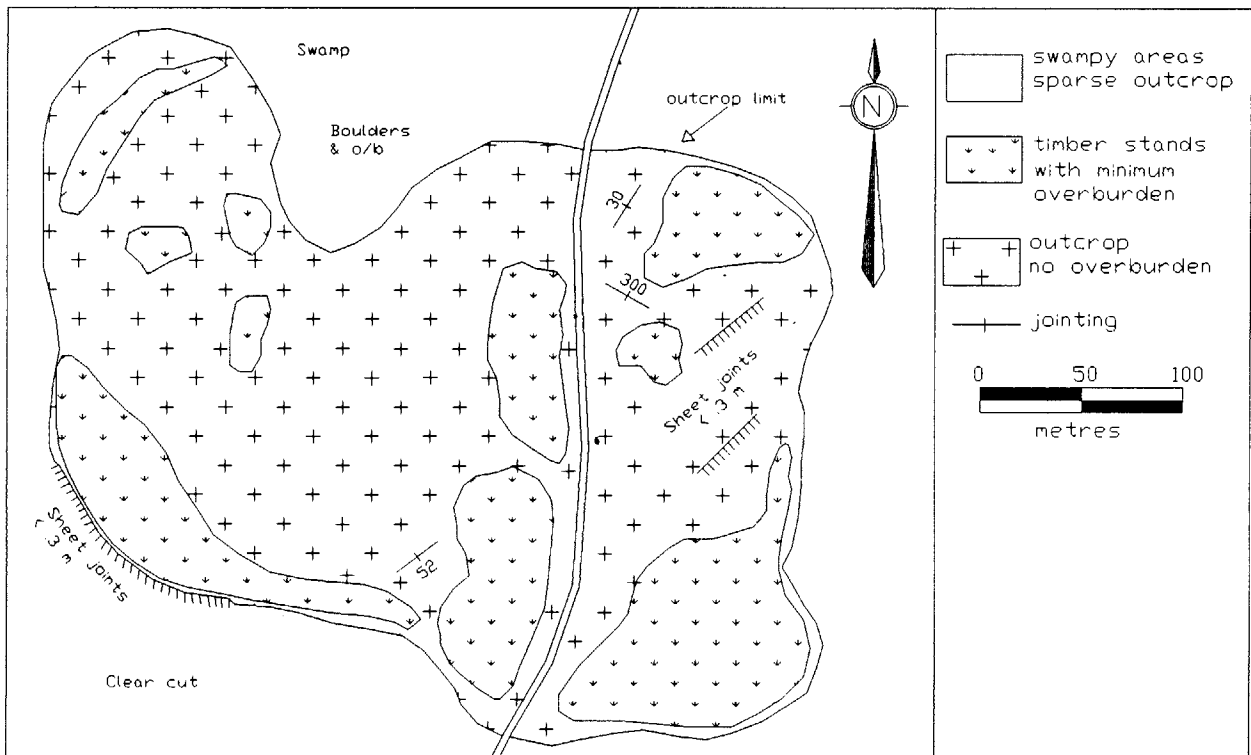 Swamp
Boulders
& o/b
outcrop limit
30
300
Sheet joints
< .3 m
Sheet joints
< .3 m
52
Clear cut
N
swampy areas
sparse outcrop
timber stands
with minimum
overburden
outcrop
no overburden
jointing
0 50 100
metres